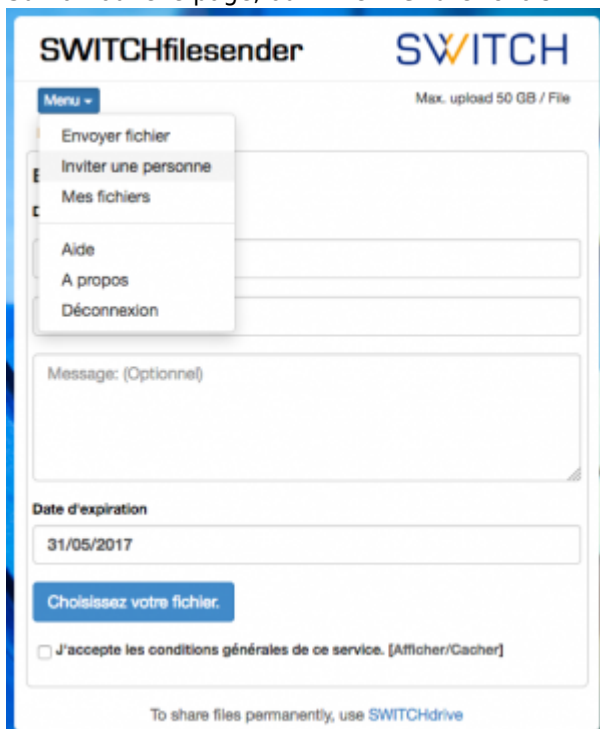 SWITCHfilesender
SWITCH
Menu
Max. upload 50 GB / File
Envoyer fichier
Inviter une personne
Mes fichiers
Aide
A propos
Déconnexion
Message: (Optionnel)
Date d'expiration
31/05/2017
Choisissez votre fichier.
J'accepte les conditions générales de ce service. [Afficher/Cacher]
To share files permanently, use SWITCHdrive